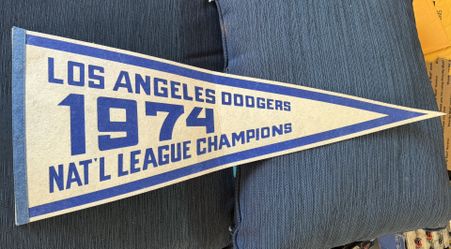 LOS ANGELES DODGERS
1974
NAT'L LEAGUE CHAMPIONS